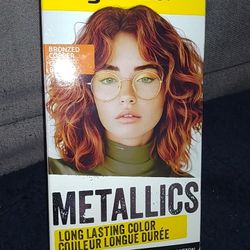 BRONZED
COPPER
METALLICS
LONG LASTING COLOR
COULEUR LONGUE DURÉE